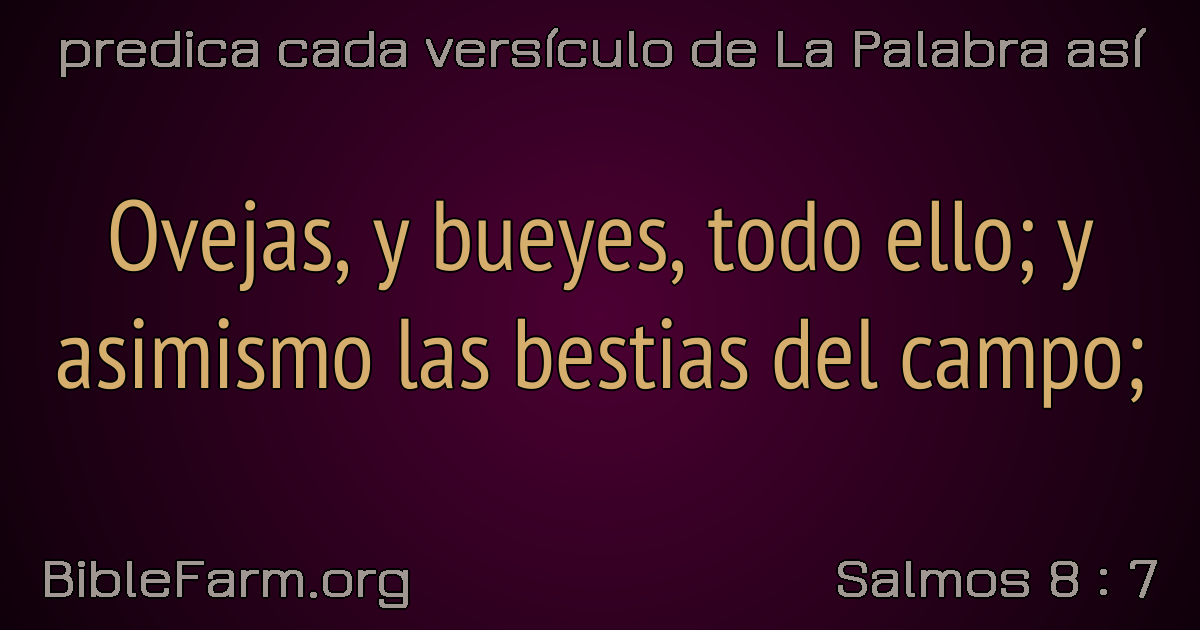 predica cada versículo de La Palabra así
Ovejas, y bueyes, todo ello; y
asimismo las bestias del campo;
BibleFarm.org
Salmos 8 : 7